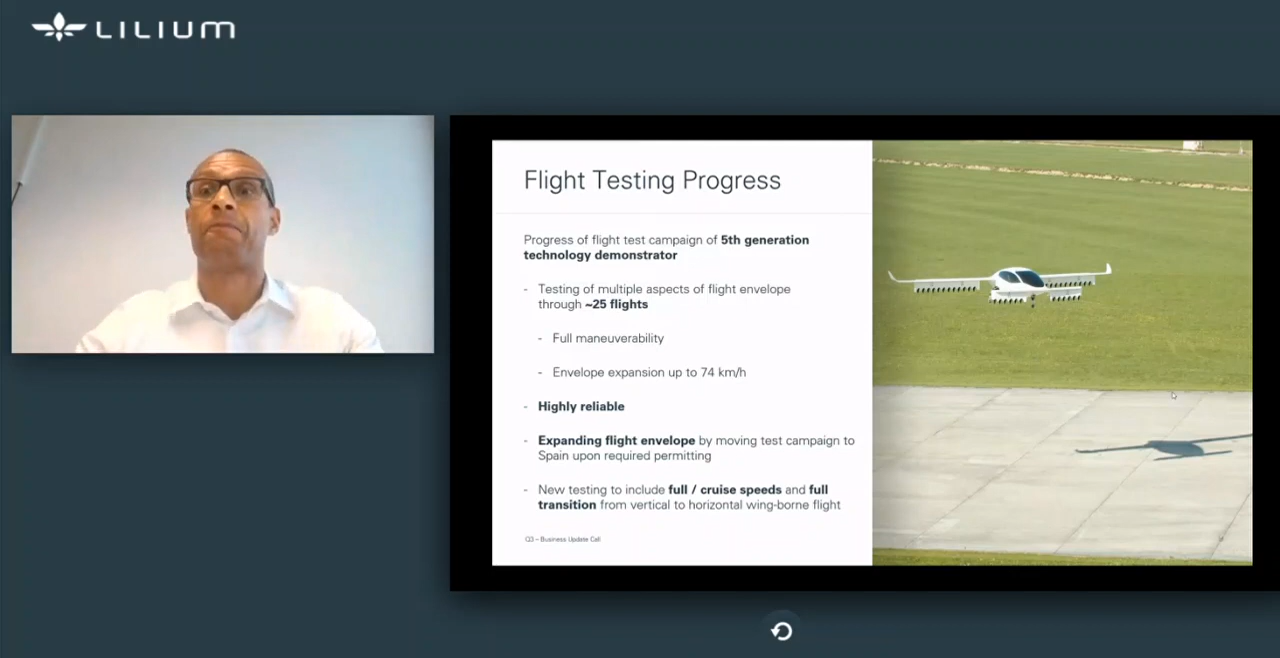 LILIUM
Flight Testing Progress
Progress of flight test campaign of 5th generation
technology demonstrator
- Testing of multiple aspects of flight envelope
through ~25 flights
- Full maneuverability
- Envelope expansion up to 74 km/h
- Highly reliable
- Expanding flight envelope by moving test campaign to
Spain upon required permitting
- New testing to include full / cruise speeds and full
transition from vertical to horizontal wing-borne flight
Q3 – Business Update Call